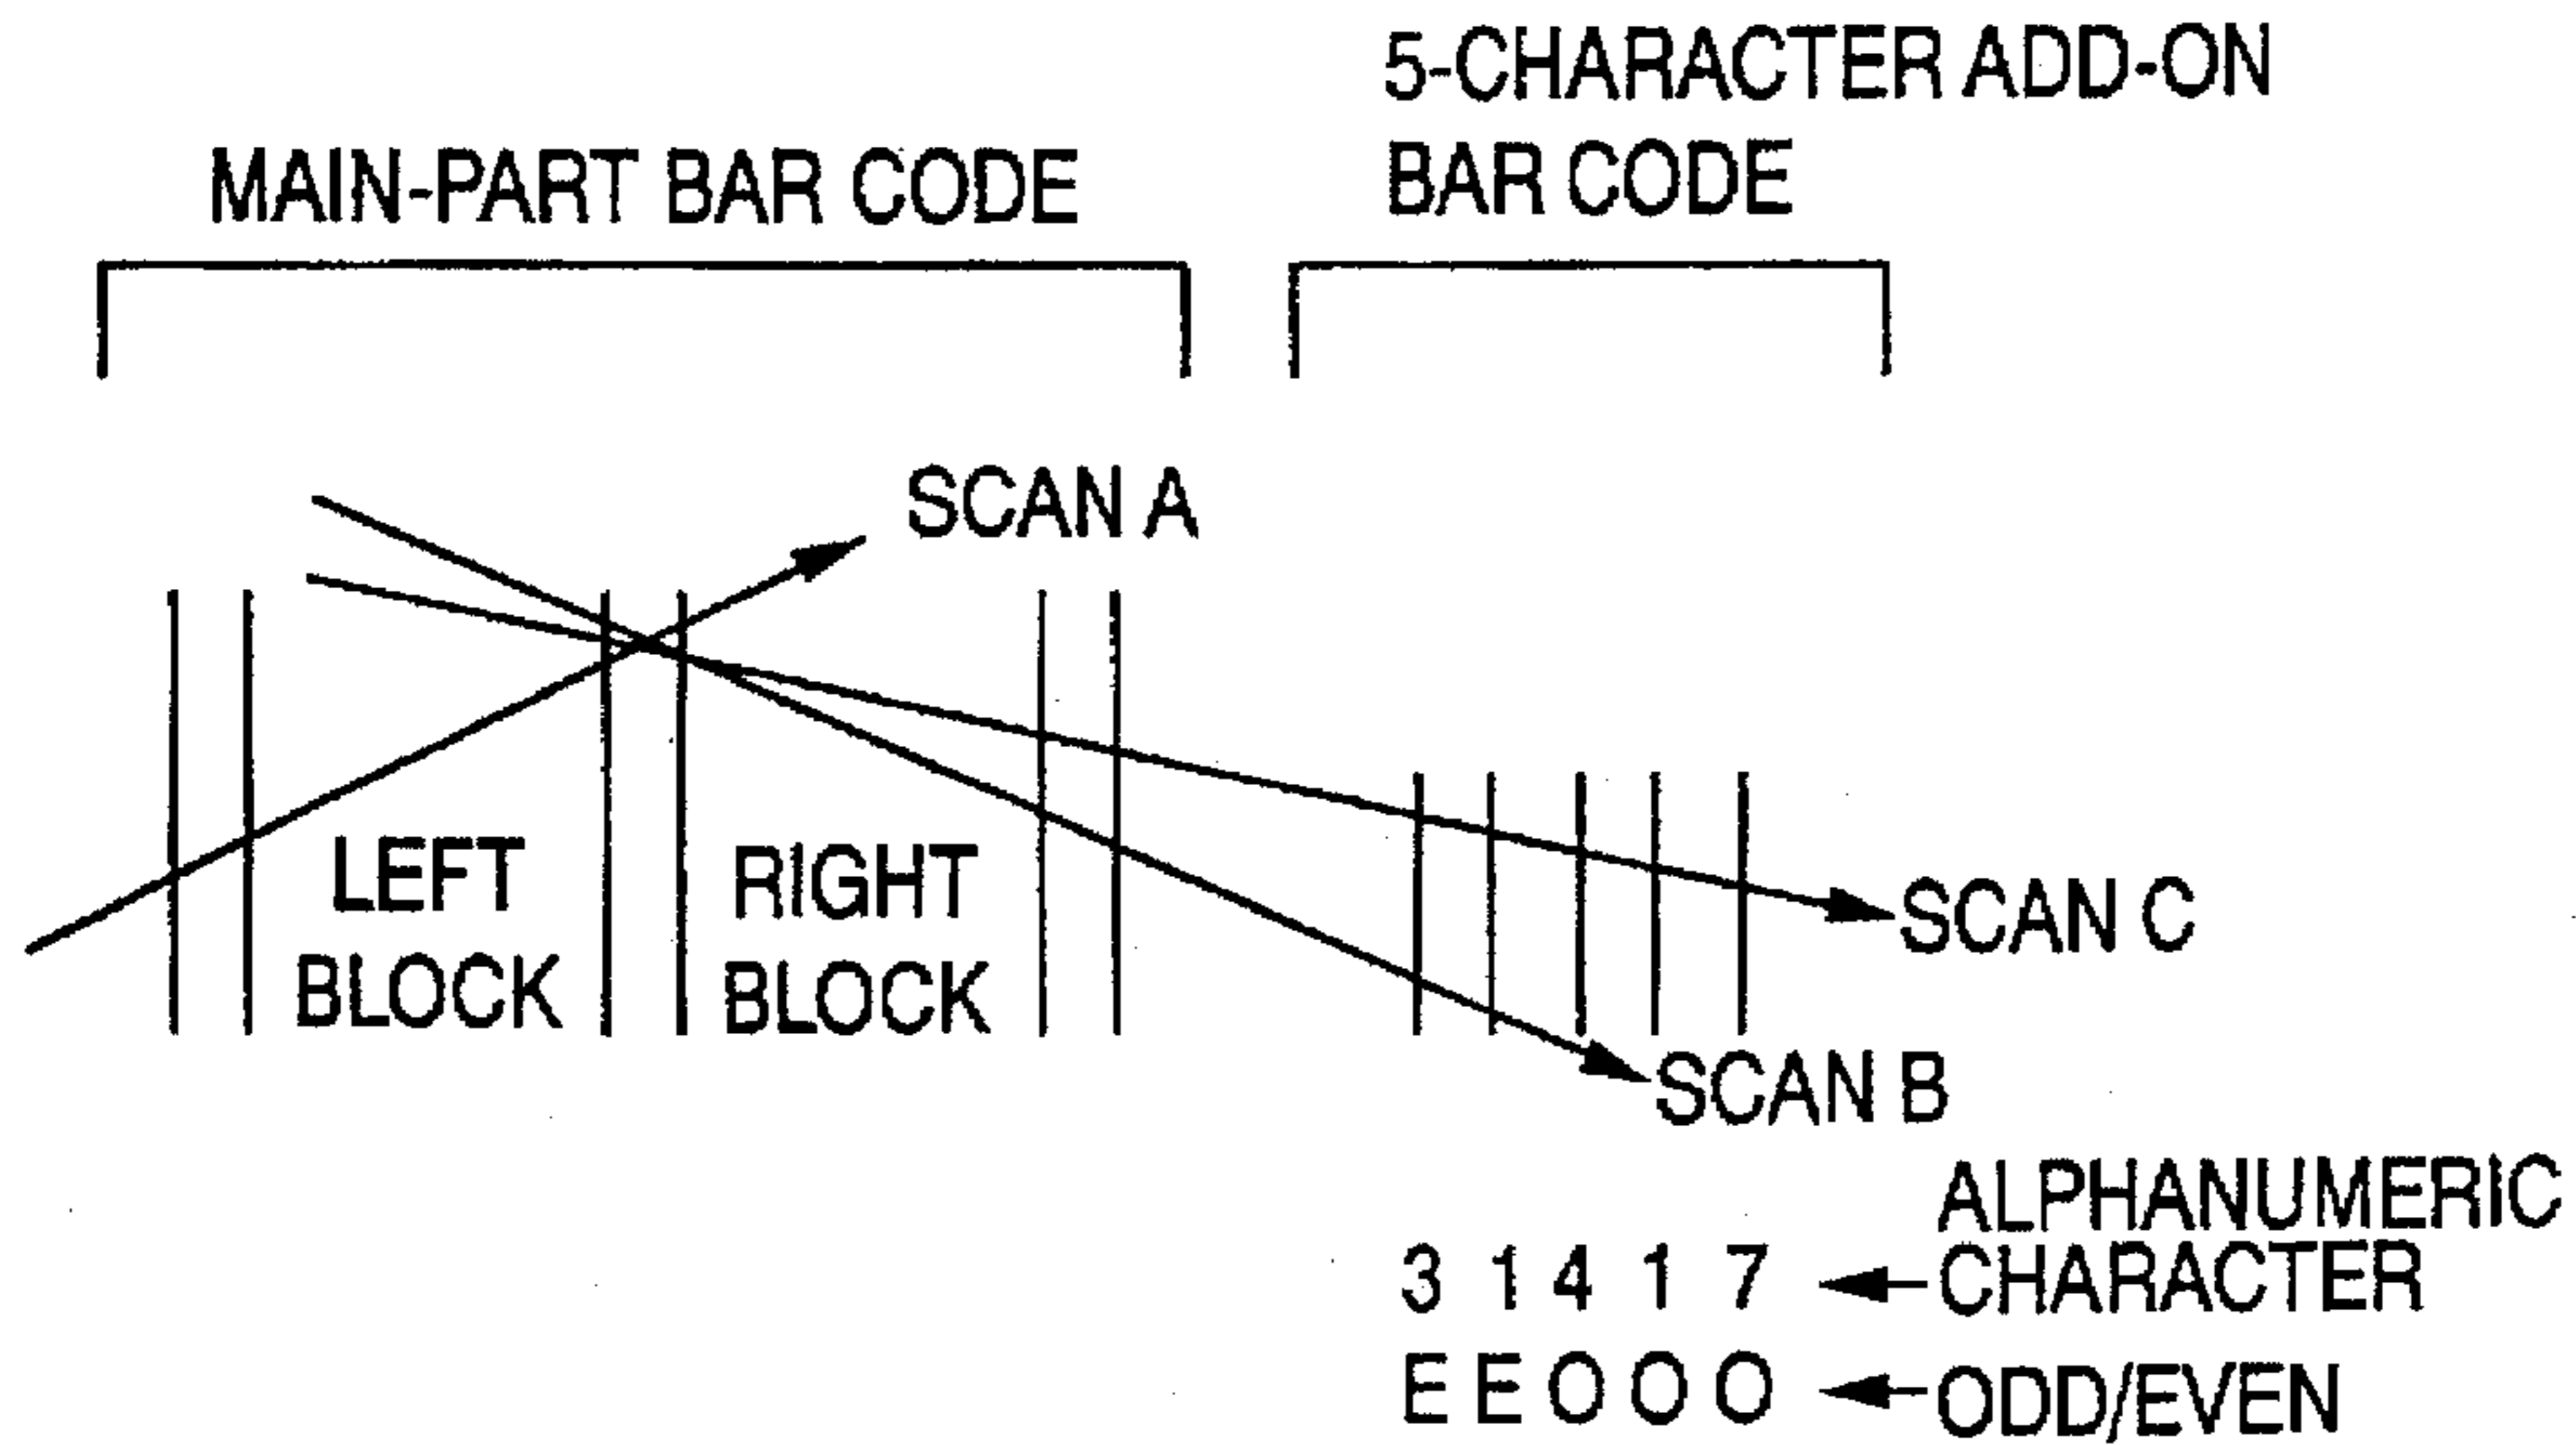 5-CHARACTER ADD-ON
MAIN-PART BAR CODE
BAR CODE
SCAN A
LEFT
BLOCK
RIGHT
BLOCK
SCAN C
SCAN B
ALPHANUMERIC
3 1 4 1 7
CHARACTER
E E O O O
ODD/EVEN